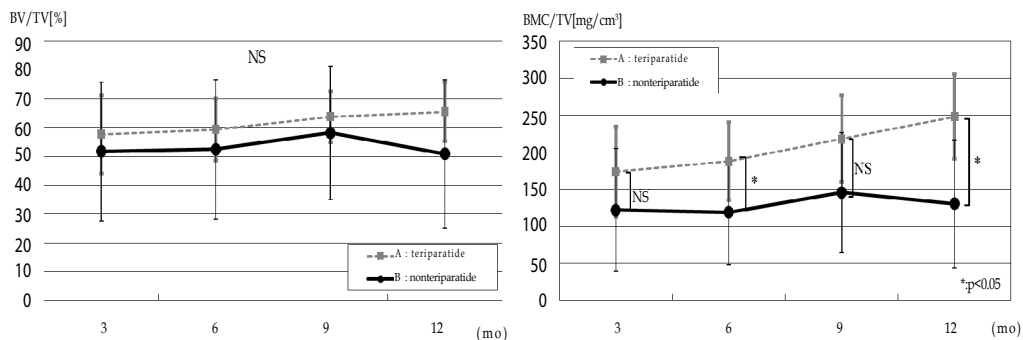 BV/TV[%]
90
80
70
60
50
40
30
20
10
0
NS
A : teriparatide
B : nonteriparatide
3 6 9 12 (mo)
BMC/TV[mg/cm³]
350
300
250
200
150
100
50
0
A : teriparatide
B : nonteriparatide
NS
*
NS
*
*:p<0.05
3 6 9 12 (mo)